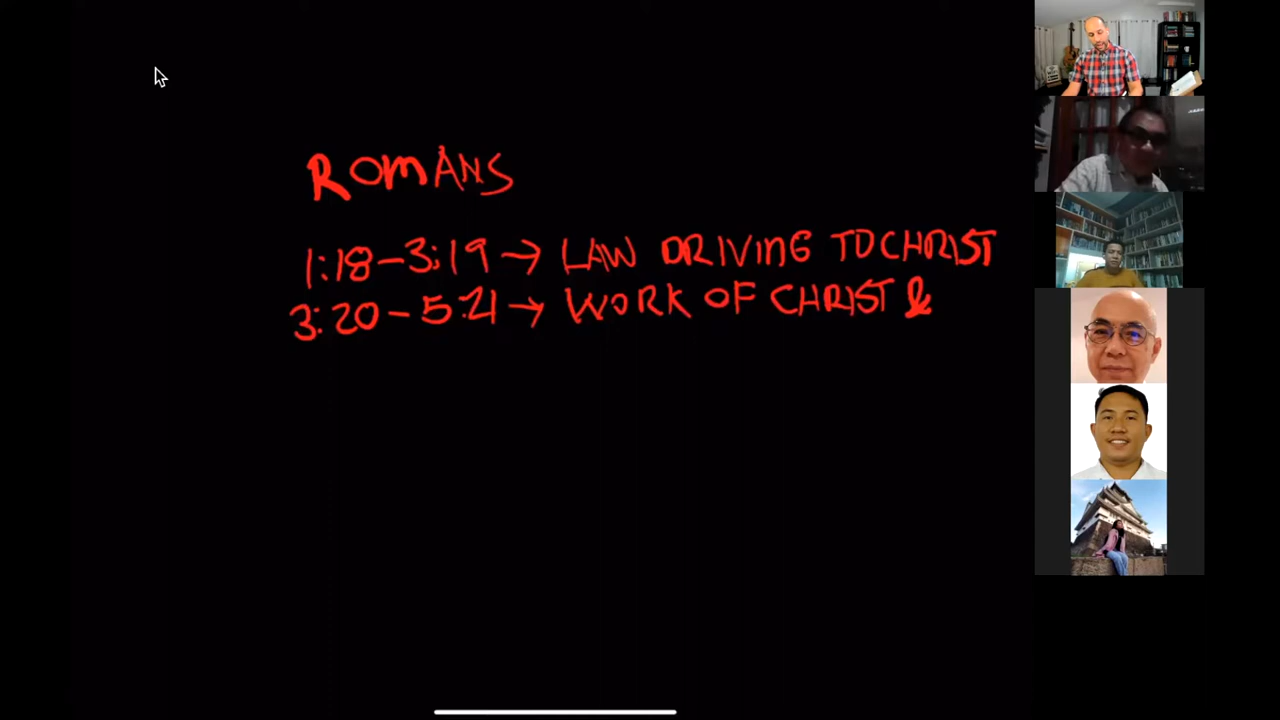 ROMANS
1:18-3:19 → LAW DRIVING TO CHRIST
3:20-5:21 → WORK OF CHRIST &